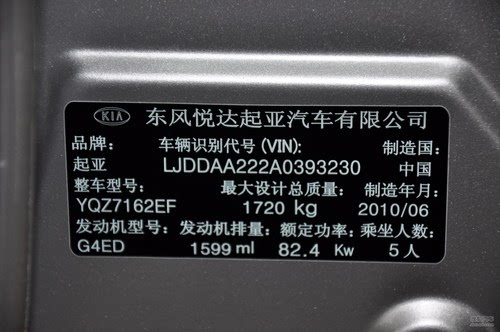 KIA 东风悦达起亚汽车有限公司
品牌: 车辆识别代号(VIN): 制造国:
起亚 LJDDAA222A0393230 中国
整车型号: 最大设计总质量: 制造年月:
YQZ7162EF 1720 kg 2010/06
发动机型号: 发动机排量: 额定功率: 乘坐人数:
G4ED 1599 ml 82.4 Kw 5人